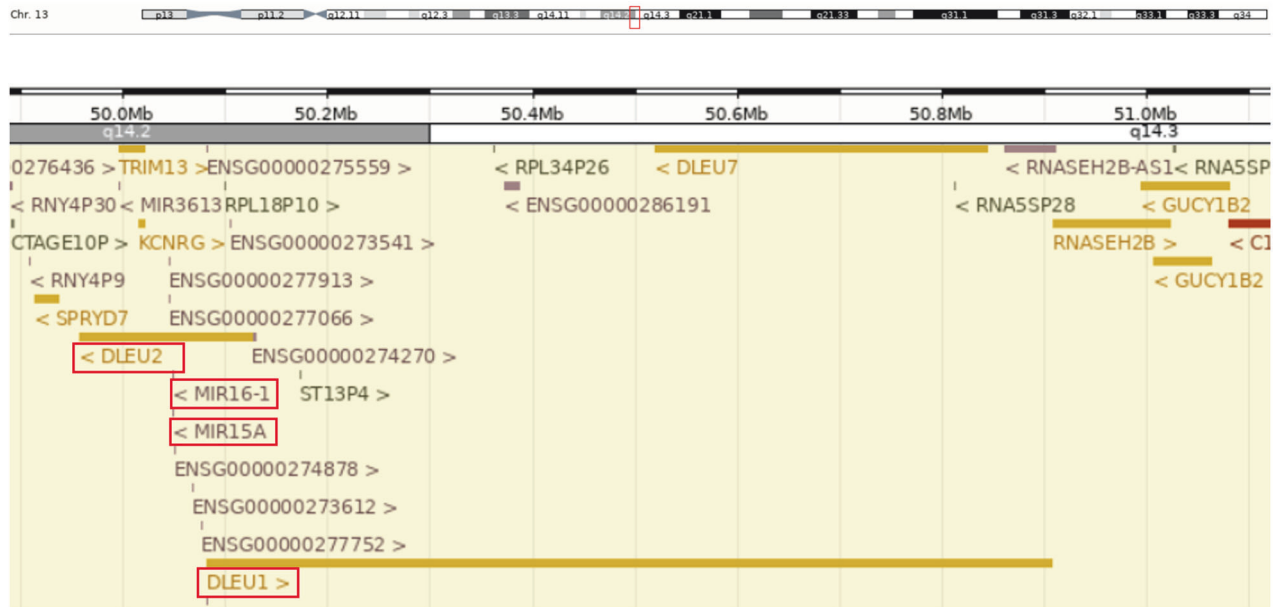 Chr. 13
p13 p11.2 q12.11 q12.3 q13.3 q14.11 q14.2 q14.3 q21.1 q21.33 q31.1 q31.3 q32.1 q33.1 q33.3 q34
50.0Mb 50.2Mb 50.4Mb 50.6Mb 50.8Mb 51.0Mb
q14.2 q14.3
0276436 > TRIM13 > ENSG00000275559 > < RPL34P26 < DLEU7 < RNASEH2B-AS1 < RNA5SP
< RNY4P30 < MIR3613 RPL18P10 > < ENSG00000286191 < RNA5SP28 < GUCY1B2
CTAGE10P > KCNRG > ENSG00000273541 > RNASEH2B > < C1
< RNY4P9 ENSG00000277913 > < GUCY1B2
< SPRYD7 ENSG00000277066 >
< DLEU2 ENSG00000274270 >
< MIR16-1 ST13P4 >
< MIR15A
ENSG00000274878 >
ENSG00000273612 >
ENSG00000277752 >
DLEU1 >